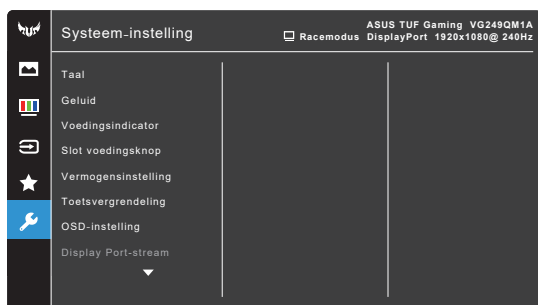 Systeem-instelling
ASUS TUF Gaming VG249QM1A
Racemodus DisplayPort 1920x1080@ 240Hz
Taal
Geluid
Voedingsindicator
Slot voedingsknop
Vermogensinstelling
Toetsvergrendeling
OSD-instelling
Display Port-stream